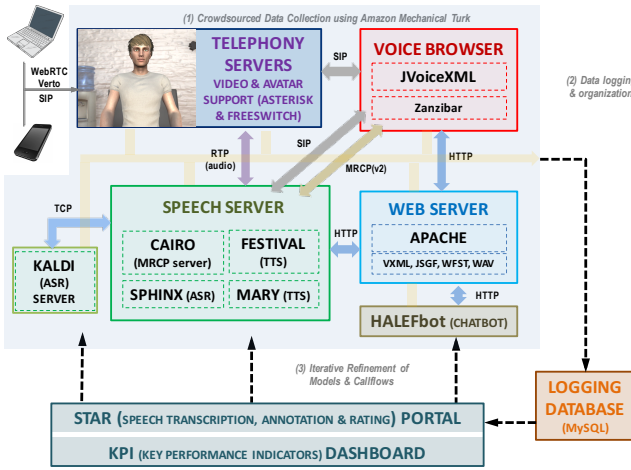 (1) Crowdsourced Data Collection using Amazon Mechanical Turk
WebRTC
Verto
SIP
TELEPHONY
SERVERS
VIDEO & AVATAR
SUPPORT (ASTERISK
& FREESWITCH)
SIP
VOICE BROWSER
JVoiceXML
Zanzibar
(2) Data logging
& organization
RTP
(audio)
SIP
MRCP(v2)
HTTP
TCP
SPEECH SERVER
CAIRO
(MRCP server)
FESTIVAL
(TTS)
SPHINX (ASR)
MARY (TTS)
HTTP
WEB SERVER
APACHE
VXML, JSGF, WFST, WAV
HTTP
KALDI
(ASR)
SERVER
HALEFbot (CHATBOT)
(3) Iterative Refinement of
Models & Callflows
LOGGING
DATABASE
(MySQL)
STAR (SPEECH TRANSCRIPTION, ANNOTATION & RATING) PORTAL
KPI (KEY PERFORMANCE INDICATORS) DASHBOARD